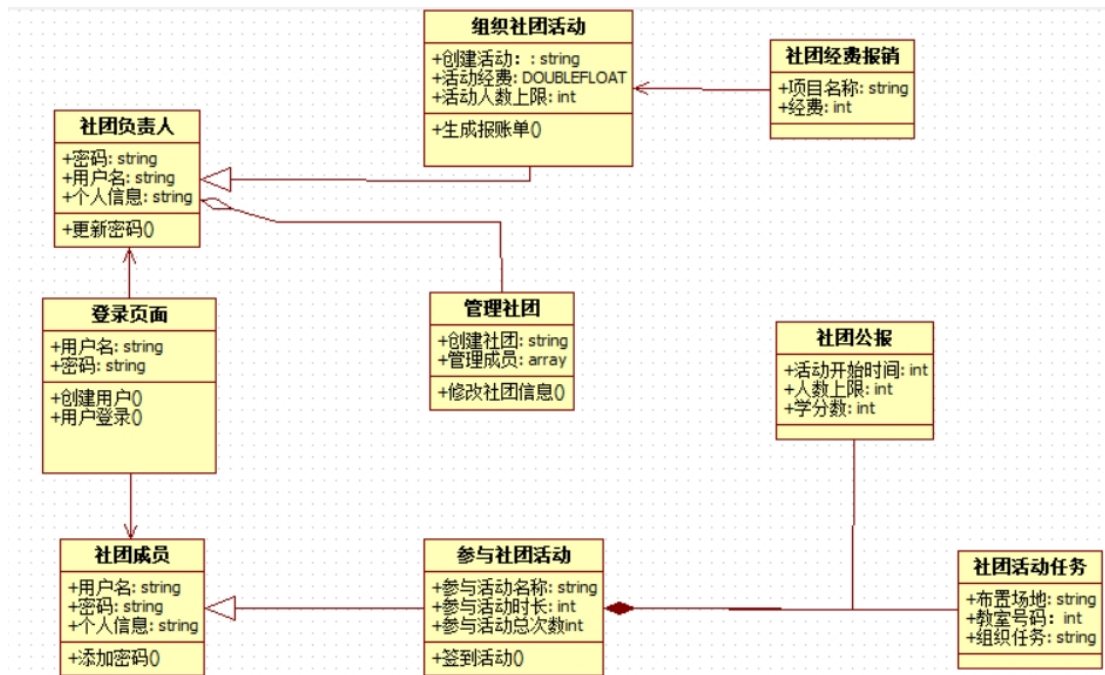 组织社团活动
+创建活动：: string
+活动经费: DOUBLEFLOAT
+活动人数上限: int
+生成报账单()
社团经费报销
+项目名称: string
+经费: int
社团负责人
+密码: string
+用户名: string
+个人信息: string
+更新密码()
登录页面
+用户名: string
+密码: string
+创建用户()
+用户登录()
管理社团
+创建社团: string
+管理成员: array
+修改社团信息()
社团公报
+活动开始时间: int
+人数上限: int
+学分数: int
社团成员
+用户名: string
+密码: string
+个人信息: string
+添加密码()
参与社团活动
+参与活动名称: string
+参与活动时长: int
+参与活动总次数int
+签到活动()
社团活动任务
+布置场地: string
+教室号码：int
+组织任务: string